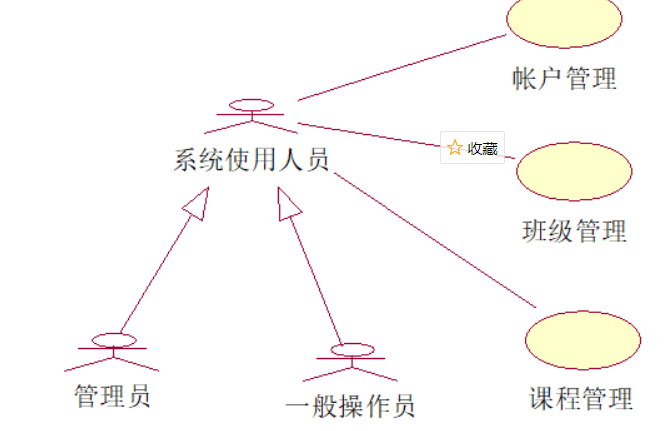 帐户管理
系统使用人员
收藏
班级管理
管理员
一般操作员
课程管理